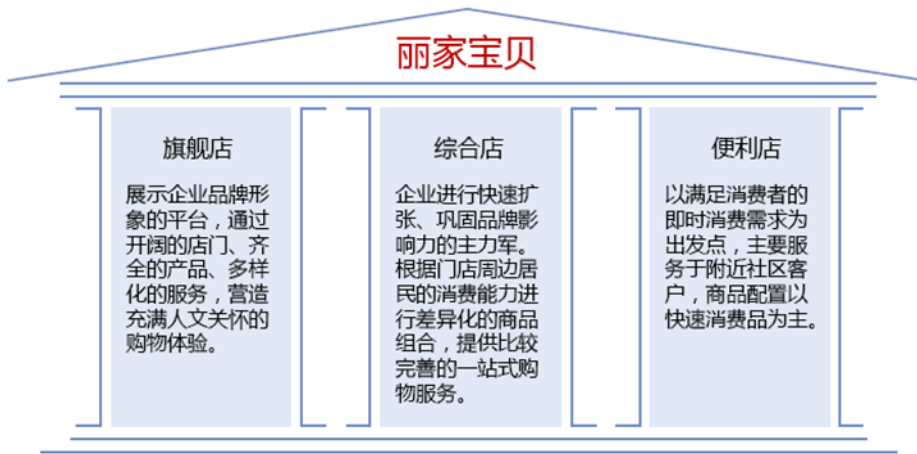 丽家宝贝
旗舰店
展示企业品牌形
象的平台，通过
开阔的店门、齐
全的产品、多样
化的服务，营造
充满人文关怀的
购物体验。
综合店
企业进行快速扩
张、巩固品牌影
响力的主力军。
根据门店周边居
民的消费能力进
行差异化的商品
组合，提供比较
完善的一站式购
物服务。
便利店
以满足消费者的
即时消费需求为
出发点，主要服
务于附近社区客
户，商品配置以
快速消费品为主。